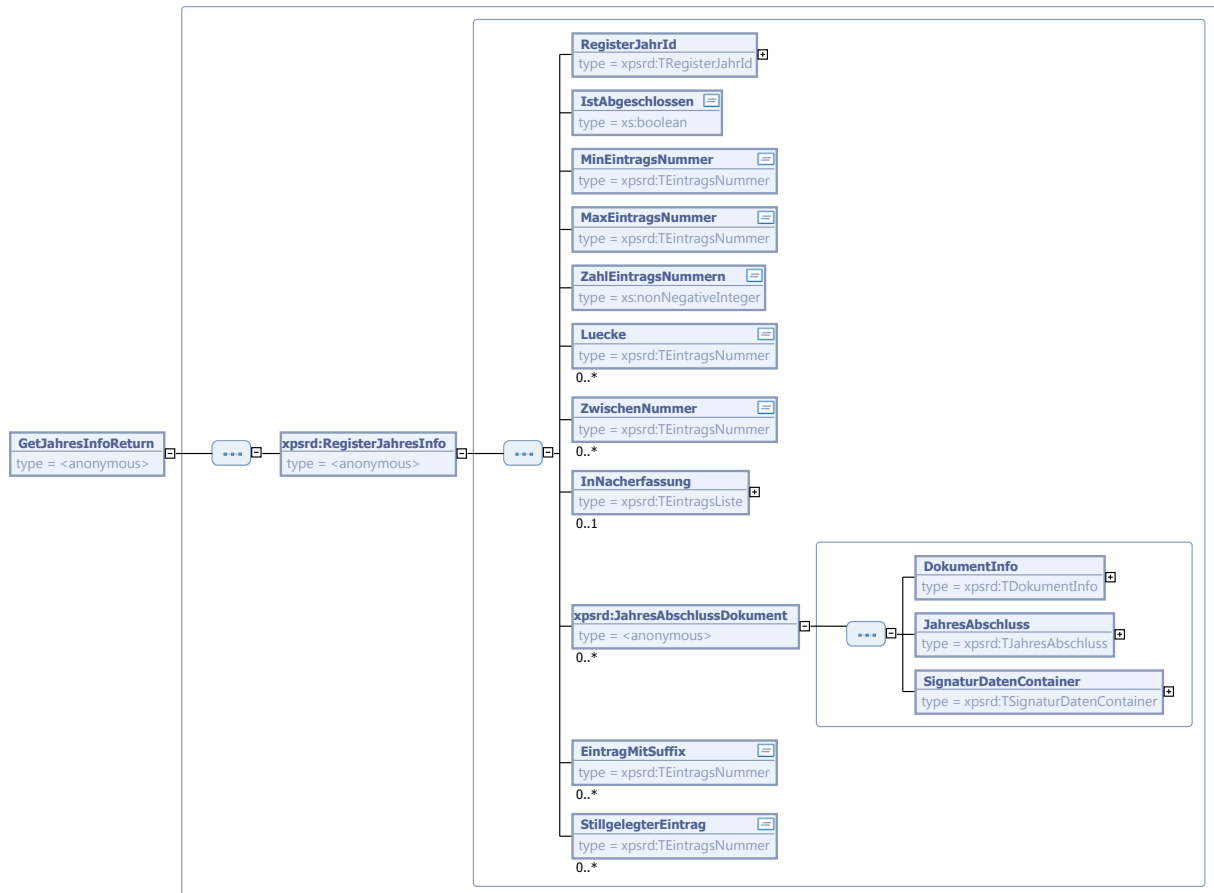 RegisterJahrId
type = xpsrd:TRegisterJahrId
IstAbgeschlossen
type = xs:boolean
MinEintragsNummer
type = xpsrd:TEintragsNummer
MaxEintragsNummer
type = xpsrd:TEintragsNummer
ZahlEintragsNummern
type = xs:nonNegativeInteger
Luecke
type = xpsrd:TEintragsNummer
0..*
ZwischenNummer
type = xpsrd:TEintragsNummer
0..*
GetJahresInfoReturn
type = <anonymous>
xpsrd:RegisterJahresInfo
type = <anonymous>
InNacherfassung
type = xpsrd:TEintragsListe
0..1
xpsrd:JahresAbschlussDokument
type = <anonymous>
0..*
DokumentInfo
type = xpsrd:TDokumentInfo
JahresAbschluss
type = xpsrd:TJahresAbschluss
SignaturDatenContainer
type = xpsrd:TSignaturDatenContainer
EintragMitSuffix
type = xpsrd:TEintragsNummer
0..*
StillgelegterEintrag
type = xpsrd:TEintragsNummer
0..*